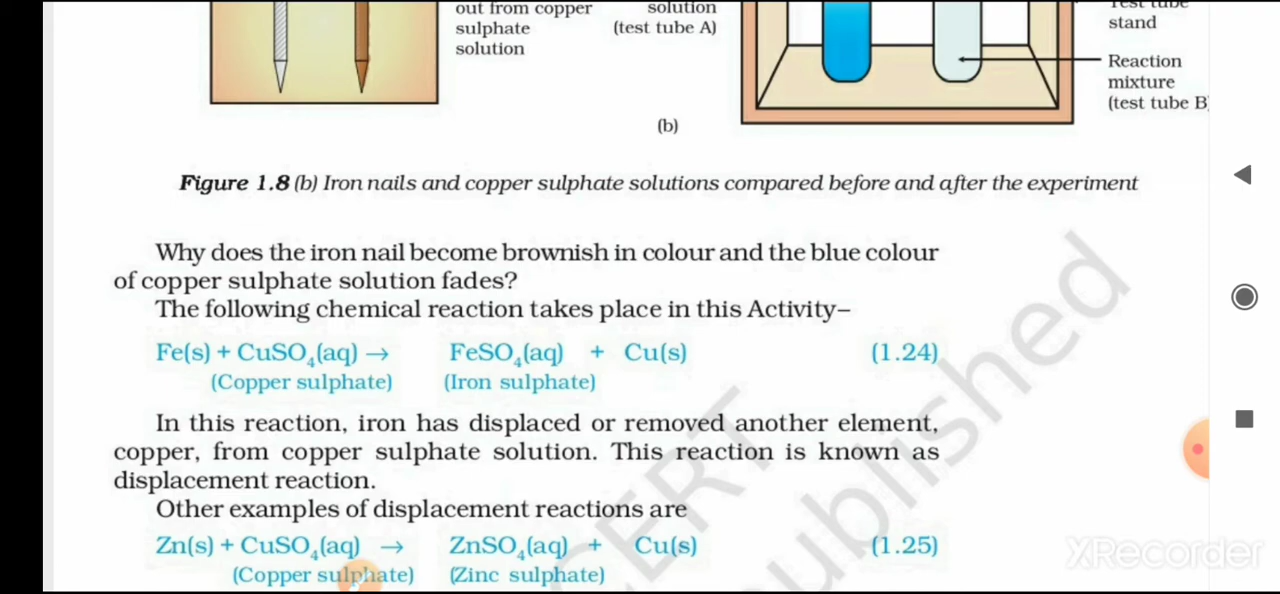 out from copper
sulphate
solution
solution
(test tube A)
Test tube
stand
Reaction
mixture
(test tube B)
(b)
Figure 1.8 (b) Iron nails and copper sulphate solutions compared before and after the experiment
Why does the iron nail become brownish in colour and the blue colour
of copper sulphate solution fades?
The following chemical reaction takes place in this Activity–
Fe(s) + CuSO₄(aq) → FeSO₄(aq) + Cu(s) (1.24)
(Copper sulphate) (Iron sulphate)
In this reaction, iron has displaced or removed another element,
copper, from copper sulphate solution. This reaction is known as
displacement reaction.
Other examples of displacement reactions are
Zn(s) + CuSO₄(aq) → ZnSO₄(aq) + Cu(s) (1.25)
(Copper sulphate) (Zinc sulphate)
CERT
ublished
XRecorder